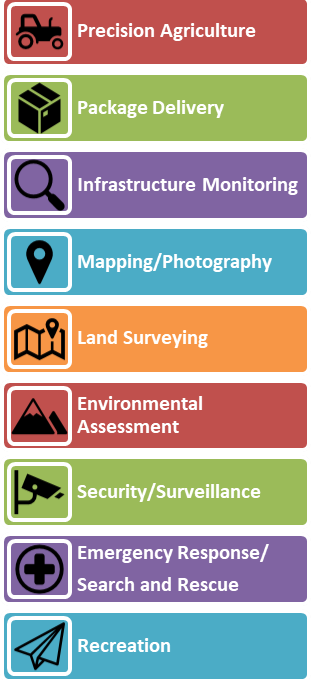 Precision Agriculture
Package Delivery
Infrastructure Monitoring
Mapping/Photography
Land Surveying
Environmental
Assessment
Security/Surveillance
Emergency Response/
Search and Rescue
Recreation